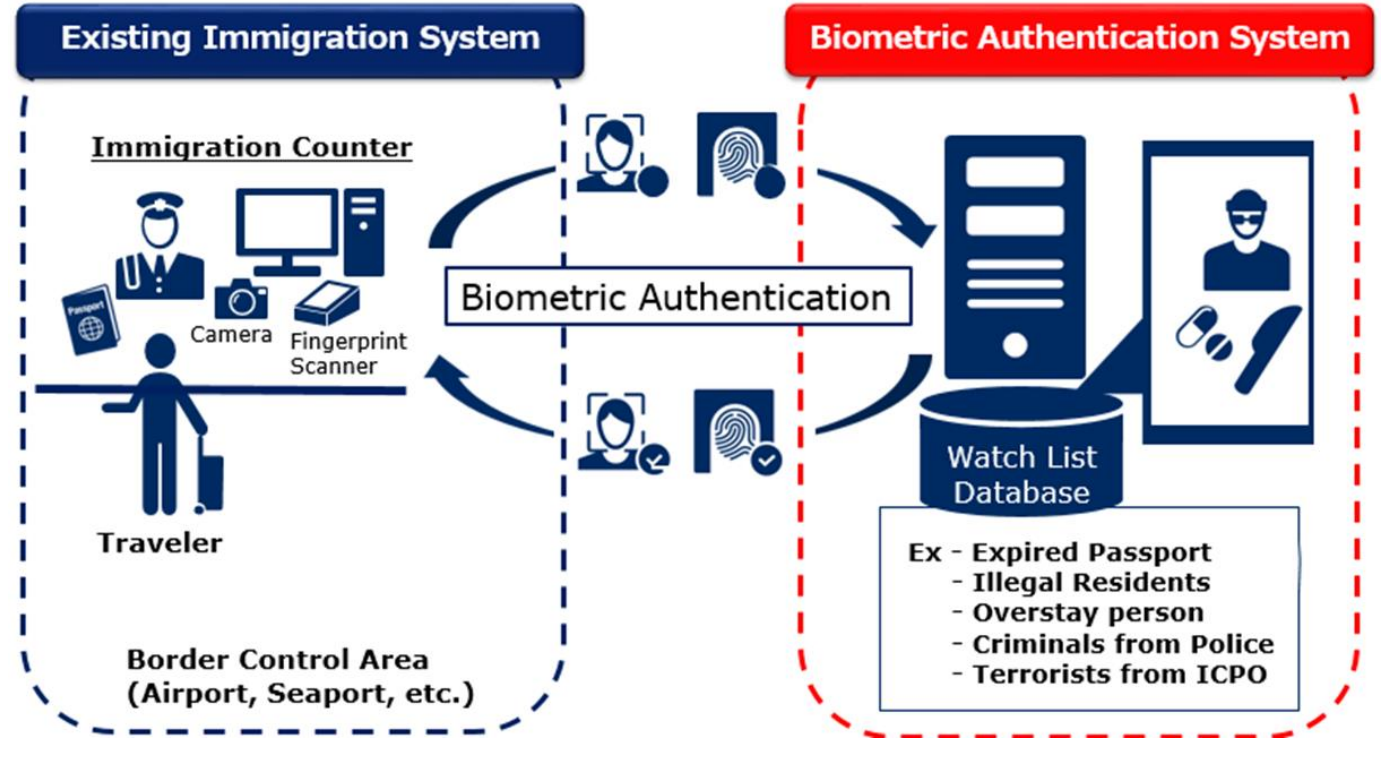 Existing Immigration System
Biometric Authentication System
Immigration Counter
Passport
Camera
Fingerprint
Scanner
Traveler
Border Control Area
(Airport, Seaport, etc.)
Biometric Authentication
Watch List
Database
Ex - Expired Passport
- Illegal Residents
- Overstay person
- Criminals from Police
- Terrorists from ICPO